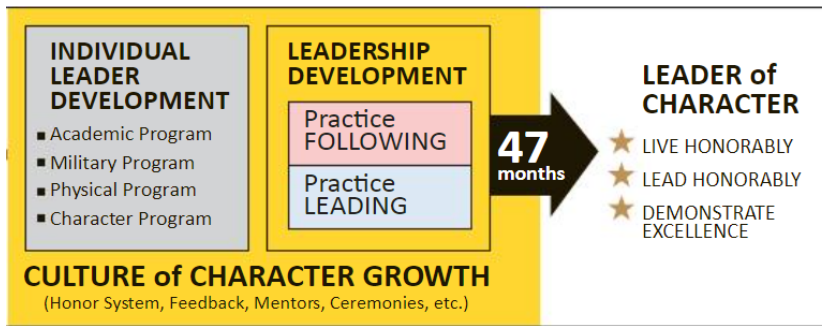 INDIVIDUAL
LEADER
DEVELOPMENT
■ Academic Program
■ Military Program
■ Physical Program
■ Character Program
LEADERSHIP
DEVELOPMENT
Practice
FOLLOWING
Practice
LEADING
47
months
LEADER of
CHARACTER
LIVE HONORABLY
LEAD HONORABLY
DEMONSTRATE
EXCELLENCE
CULTURE of CHARACTER GROWTH
(Honor System, Feedback, Mentors, Ceremonies, etc.)